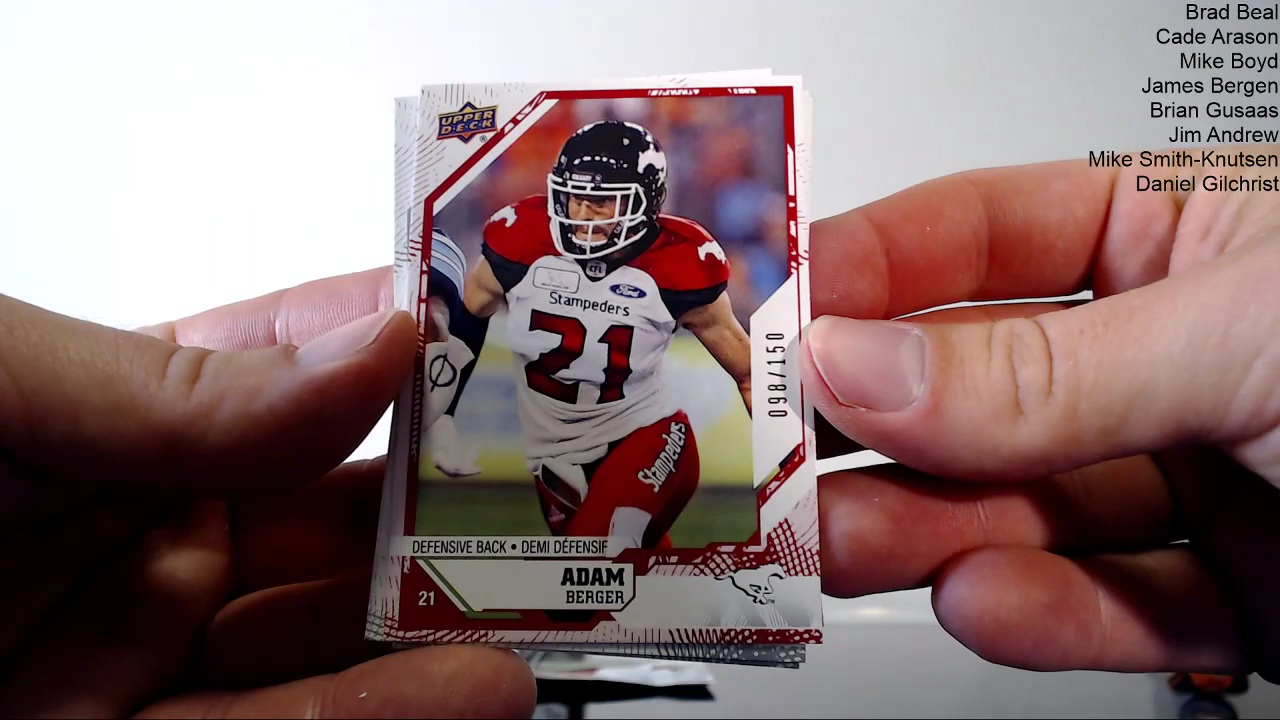 Brad Beal
Cade Arason
Mike Boyd
James Bergen
Brian Gusaas
Jim Andrew
Mike Smith-Knutsen
Daniel Gilchrist
UPPER
D·E·C·K
Stampeders
Ford
21
Stampeders
098/150
DEFENSIVE BACK • DEMI DÉFENSIF
ADAM
BERGER
21